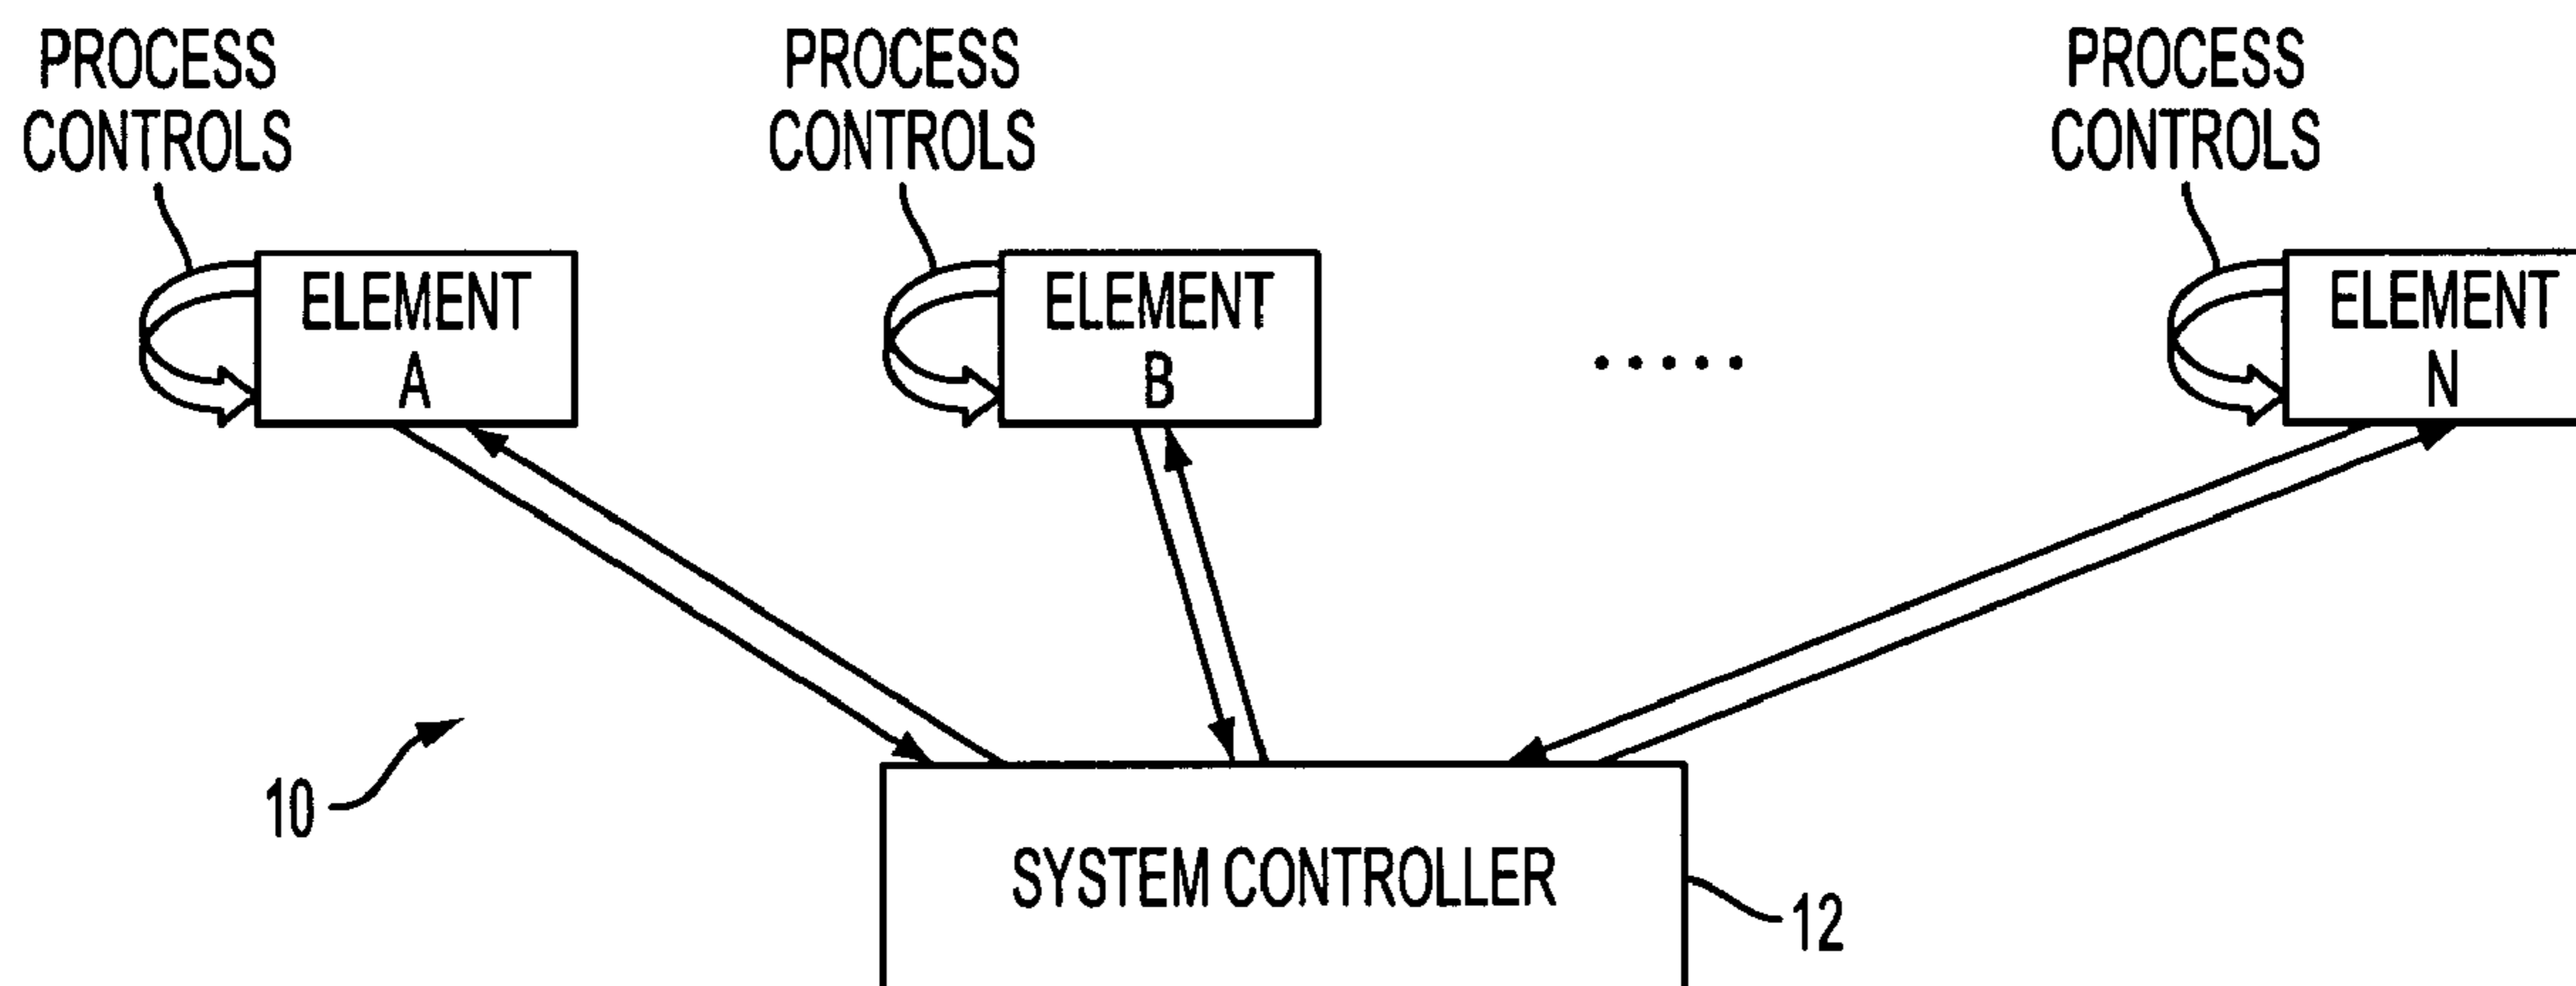 PROCESS
CONTROLS
PROCESS
CONTROLS
PROCESS
CONTROLS
ELEMENT
A
ELEMENT
B
.....
ELEMENT
N
10
SYSTEM CONTROLLER
12